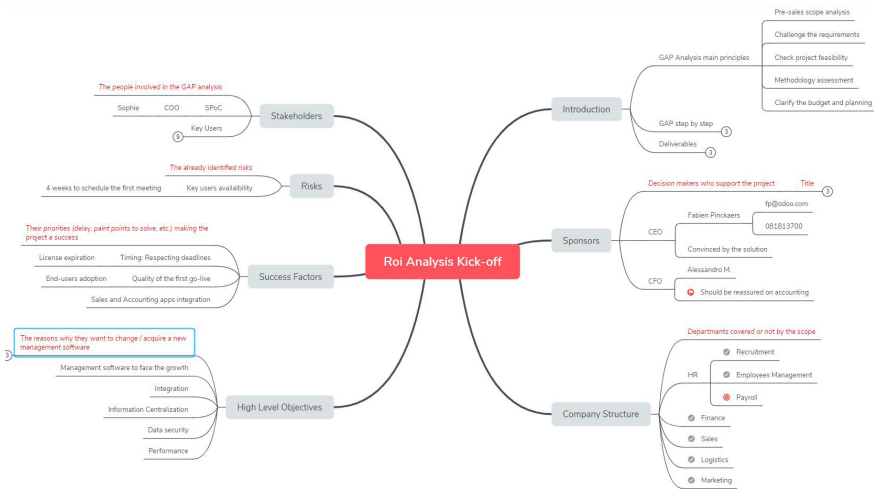 Roi Analysis Kick-off
Introduction
GAP Analysis main principles
Pre-sales scope analysis
Challenge the requirements
Check project feasibility
Methodology assessment
Clarify the budget and planning
GAP step by step
3
Deliverables
3
Sponsors
Decision makers who support the project
Title
3
CEO
Fabien Pinckaers
fp@odoo.com
081813700
Convinced by the solution
CFO
Alessandro M.
Should be reassured on accounting
Company Structure
Departments covered or not by the scope
HR
Recruitment
Employees Management
Payroll
Finance
Sales
Logistics
Marketing
Stakeholders
The people involved in the GAP analysis
Sophie
COO
SPoC
Key Users
9
Risks
The already identified risks
4 weeks to schedule the first meeting
Key users availalbility
Success Factors
Their priorities (delay, paint points to solve, etc.) making the
project a success
License expiration
Timing: Respecting deadlines
End-users adoption
Quality of the first go-live
Sales and Accounting apps integration
High Level Objectives
The reasons why they want to change / acquire a new
management software
3
Management software to face the growth
Integration
Information Centralization
Data security
Performance